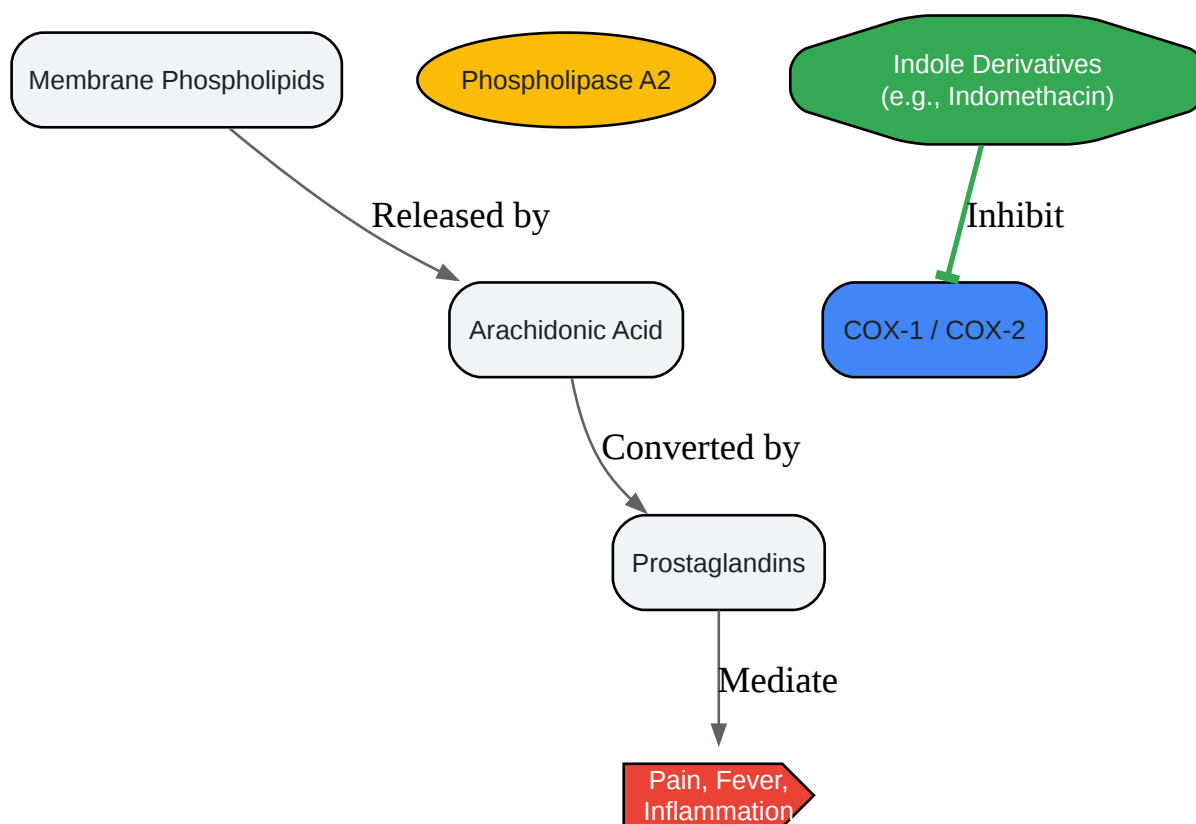 Membrane Phospholipids
Phospholipase A2
Indole Derivatives
(e.g., Indomethacin)
Released by
Inhibit
Arachidonic Acid
COX-1 / COX-2
Converted by
Prostaglandins
Mediate
Pain, Fever,
Inflammation